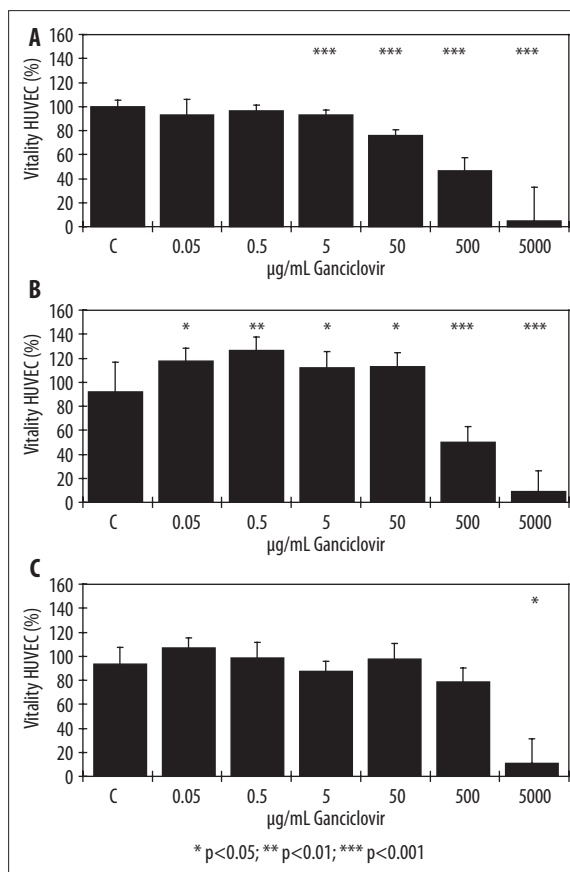 A
160
140
120
100
80
60
40
20
0
Vitality HUVEC (%)
*** *** *** ***
C 0.05 0.5 5 50 500 5000
µg/mL Ganciclovir
B
160
140
120
100
80
60
40
20
0
Vitality HUVEC (%)
* ** * * *** ***
C 0.05 0.5 5 50 500 5000
µg/mL Ganciclovir
C
160
140
120
100
80
60
40
20
0
Vitality HUVEC (%)
*
C 0.05 0.5 5 50 500 5000
µg/mL Ganciclovir
* p<0.05; ** p<0.01; *** p<0.001